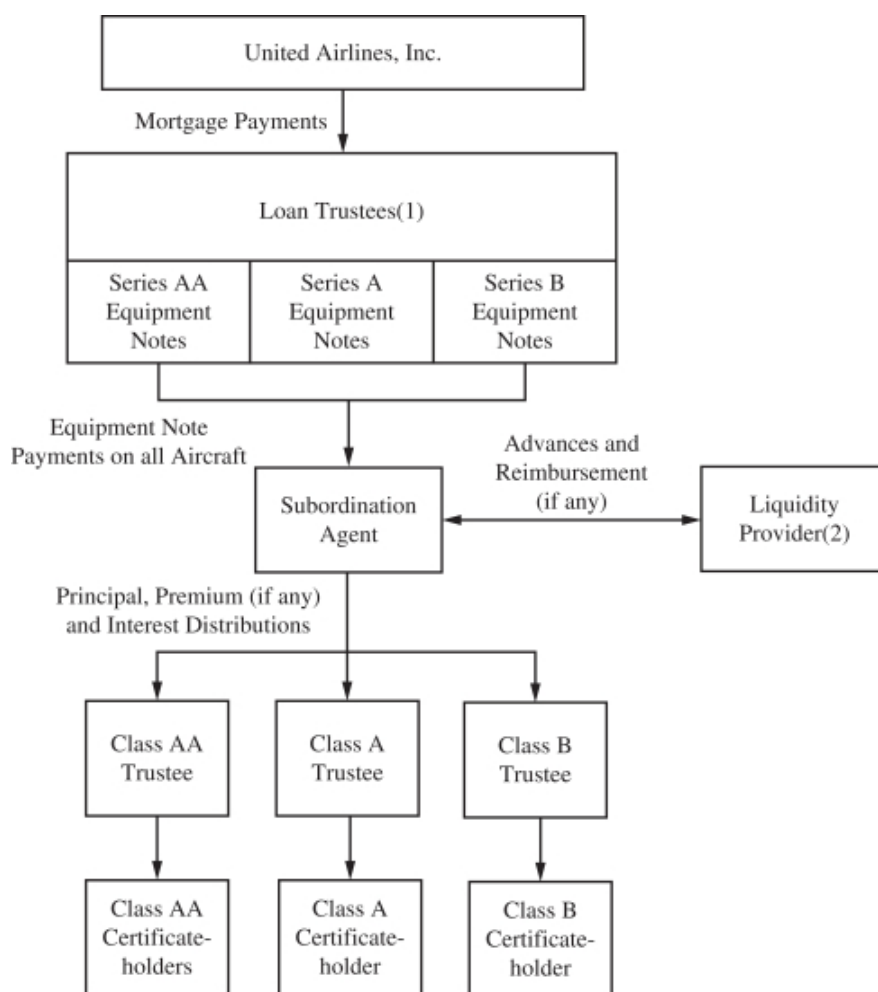 United Airlines, Inc.
Mortgage Payments
Loan Trustees(1)
Series AA
Equipment
Notes
Series A
Equipment
Notes
Series B
Equipment
Notes
Equipment Note
Payments on all Aircraft
Advances and
Reimbursement
(if any)
Subordination
Agent
Liquidity
Provider(2)
Principal, Premium (if any)
and Interest Distributions
Class AA
Trustee
Class A
Trustee
Class B
Trustee
Class AA
Certificate-
holders
Class A
Certificate-
holder
Class B
Certificate-
holder